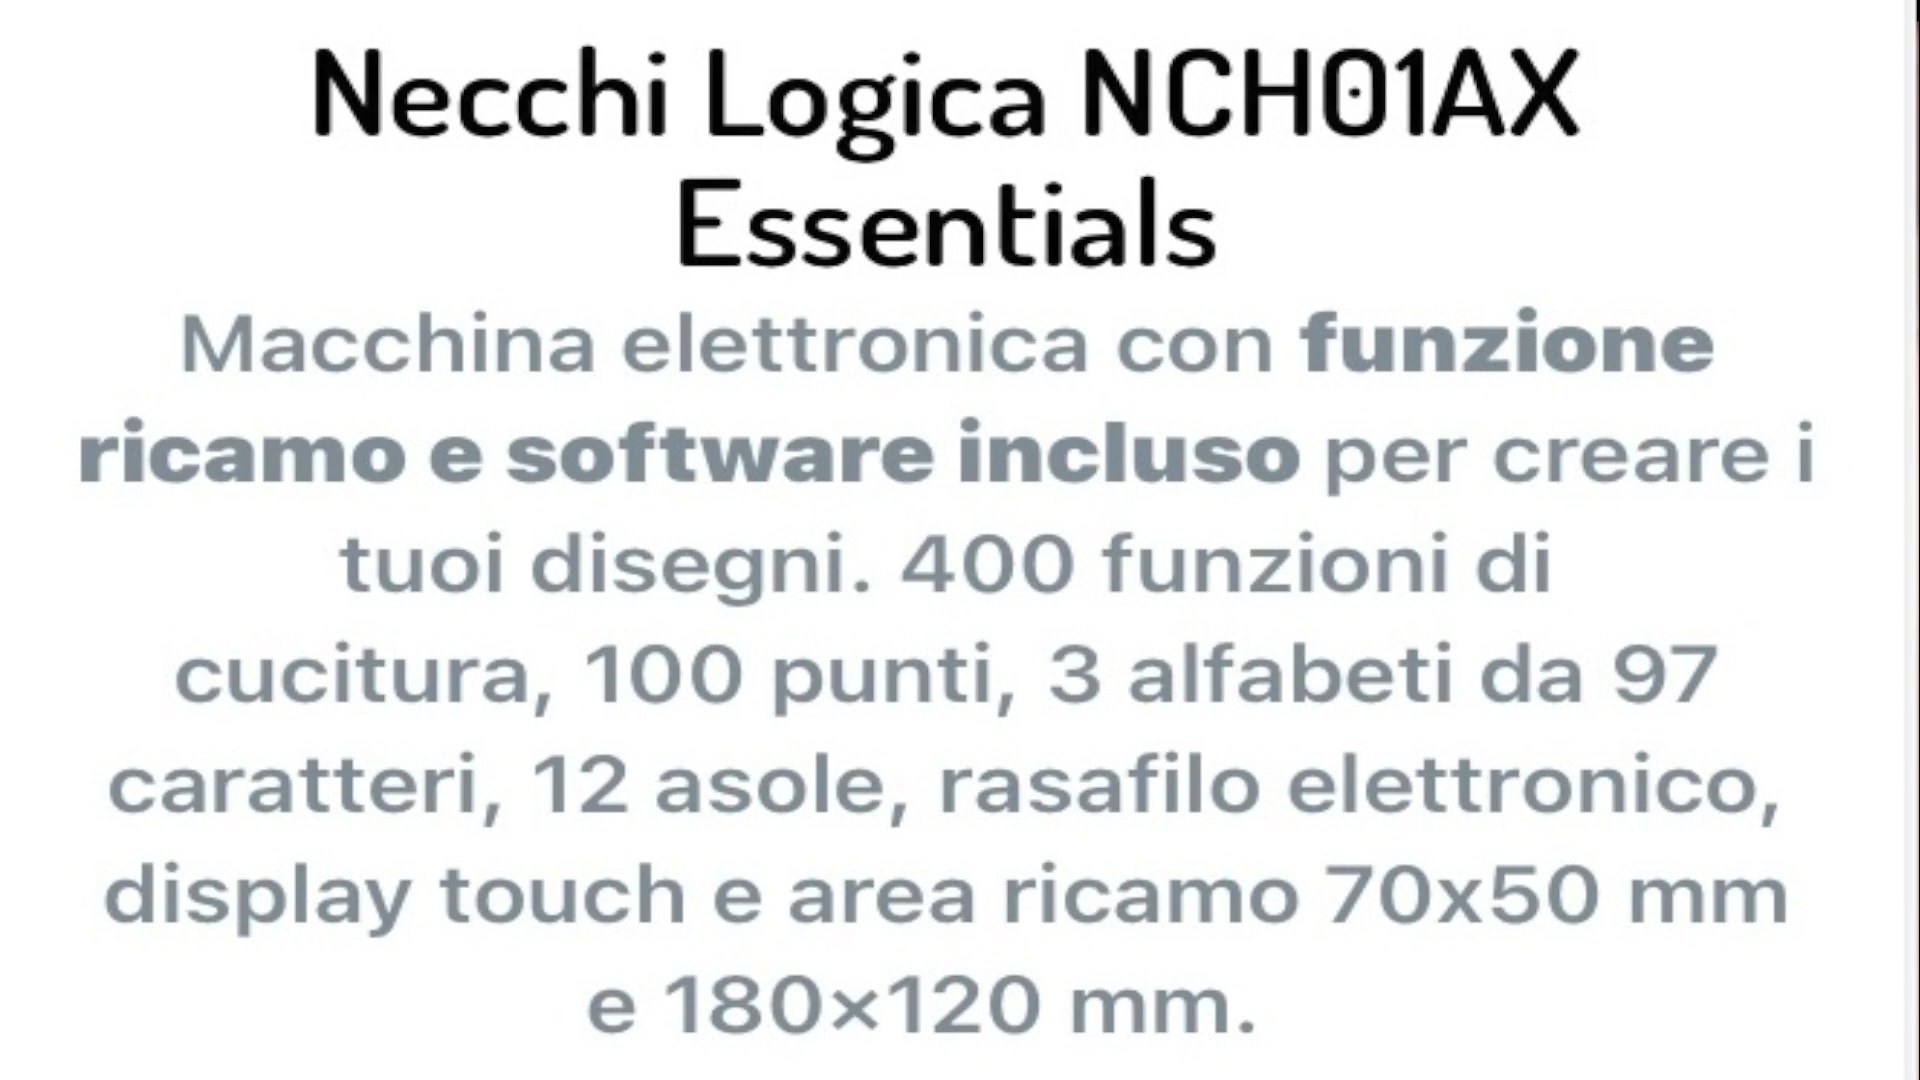 Necchi Logica NCH01AX
Essentials
Macchina elettronica con funzione
ricamo e software incluso per creare i
tuoi disegni. 400 funzioni di
cucitura, 100 punti, 3 alfabeti da 97
caratteri, 12 asole, rasafilo elettronico,
display touch e area ricamo 70x50 mm
e 180×120 mm.